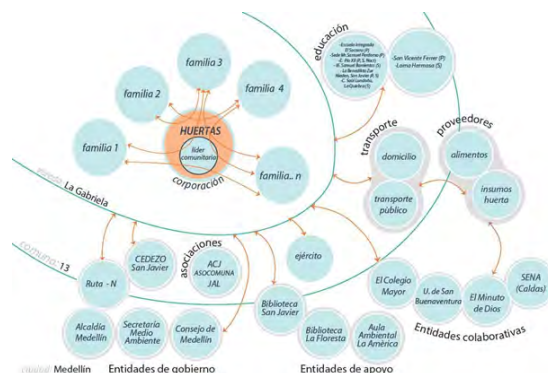 educación
-San Vicente Ferrer (P)
-Loma Hermosa (S)
familia 3
familia 2
familia 4
HUERTAS
líder
comunitario
familia 1
familia.. n
corporación
transporte
domicilio
transporte
público
proveedores
alimentos
insumos
huerta
La Gabriela
comuna 13
asociaciones
Ruta - N
CEDEZO
San Javier
ACJ
ASOCOMUNA
JAL
ejército
Biblioteca
San Javier
El Colegio
Mayor
U. de San
Buenaventura
El Minuto
de Dios
SENA
(Caldas)
Entidades colaborativas
Alcaldía
Medellín
Secretaría
Medio
Ambiente
Consejo de
Medellín
Biblioteca
La Floresta
Aula
Ambiental
La América
Medellín
Entidades de gobierno
Entidades de apoyo